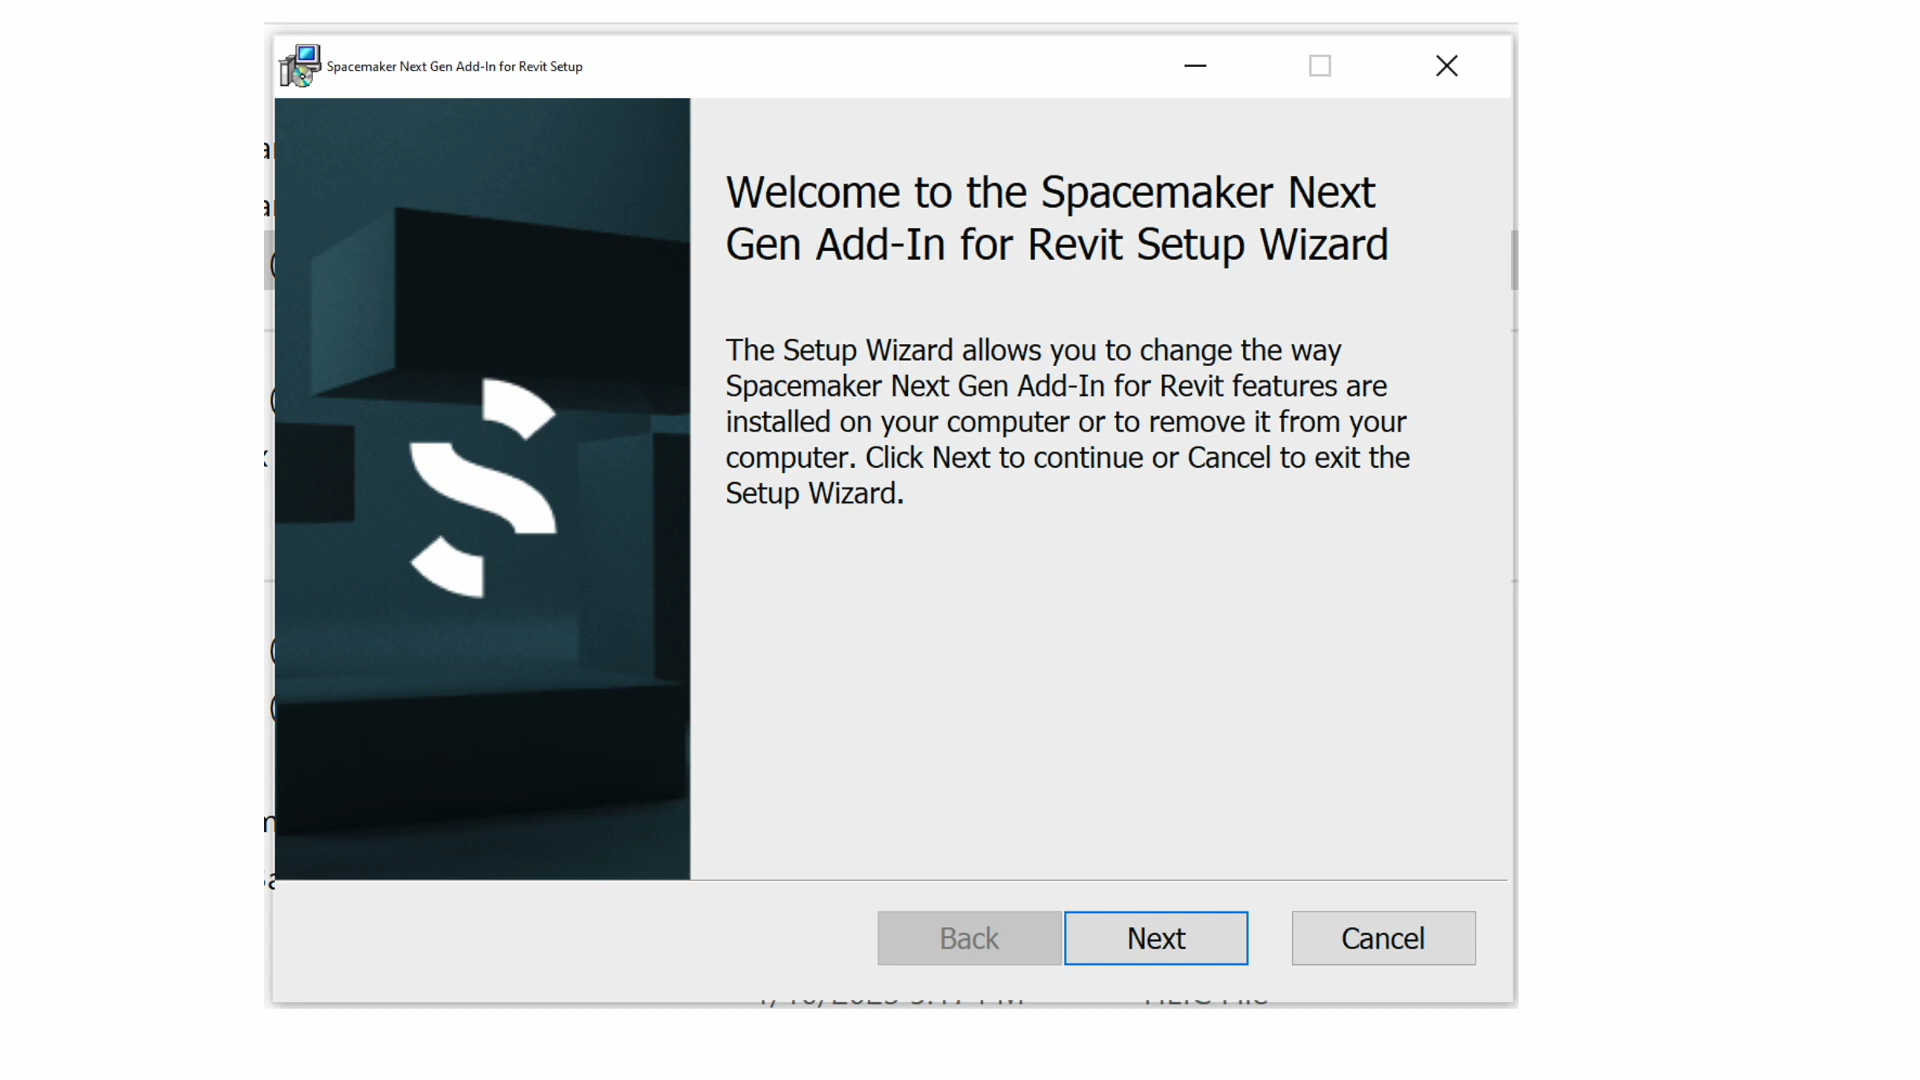 Spacemaker Next Gen Add-In for Revit Setup
Welcome to the Spacemaker Next
Gen Add-In for Revit Setup Wizard
The Setup Wizard allows you to change the way
Spacemaker Next Gen Add-In for Revit features are
installed on your computer or to remove it from your
computer. Click Next to continue or Cancel to exit the
Setup Wizard.
Back
Next
Cancel